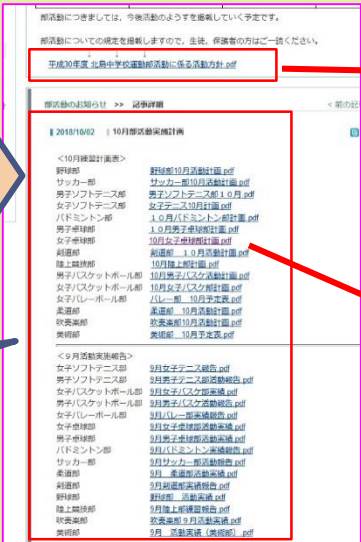 部活動につきましては、今後活動のようすを掲載していく予定です。
部活動についての規定を掲載しますので、生徒、保護者の方はご一読ください。
↓ ↓ ↓
平成30年度 北島中学校運動部活動に係る活動方針.pdf
部活動のお知らせ >> 記事詳細 < 前の記
2018/10/02 10月部活動実施計画
<10月練習計画表>
野球部 野球部10月活動計画.pdf
サッカー部 サッカー部10月活動計画.pdf
男子ソフトテニス部 男子ソフトテニス部10月.pdf
女子ソフトテニス部 女子テニス10月計画.pdf
バドミントン部 10月バドミントン部計画.pdf
男子卓球部 10月男子卓球部計画.pdf
女子卓球部 10月女子卓球部計画.pdf
剣道部 剣道部 10月活動計画.pdf
陸上競技部 10月陸上部計画.pdf
男子バスケットボール部 10月男子バスケ活動計画.pdf
女子バスケットボール部 10月女子バスケ部計画.pdf
女子バレーボール部 バレー部 10月予定表.pdf
柔道部 柔道部 10月活動計画.pdf
吹奏楽部 吹奏楽部10月活動計画.pdf
美術部 美術部 10月予定表.pdf
<9月活動実施報告>
女子ソフトテニス部 9月女子テニス報告.pdf
男子ソフトテニス部 9月男子テニス部活動報告.pdf
女子バスケットボール部 9月女子バスケ活動実績.pdf
男子バスケットボール部 9月男子バスケ活動報告.pdf
女子バレーボール部 9月バレー部実績報告.pdf
女子卓球部 9月女子卓球部活動実績.pdf
男子卓球部 9月男子卓球部活動実績.pdf
バドミントン部 9月バドミントン実績報告.pdf
サッカー部 9月サッカー部活動報告.pdf
柔道部 9月 柔道部活動実績.pdf
剣道部 9月剣道部実績報告.pdf
野球部 野球部 活動実績.pdf
陸上競技部 9月陸上部練習報告.pdf
吹奏楽部 吹奏楽部9月活動実績.pdf
美術部 9月 活動実績（美術部）.pdf